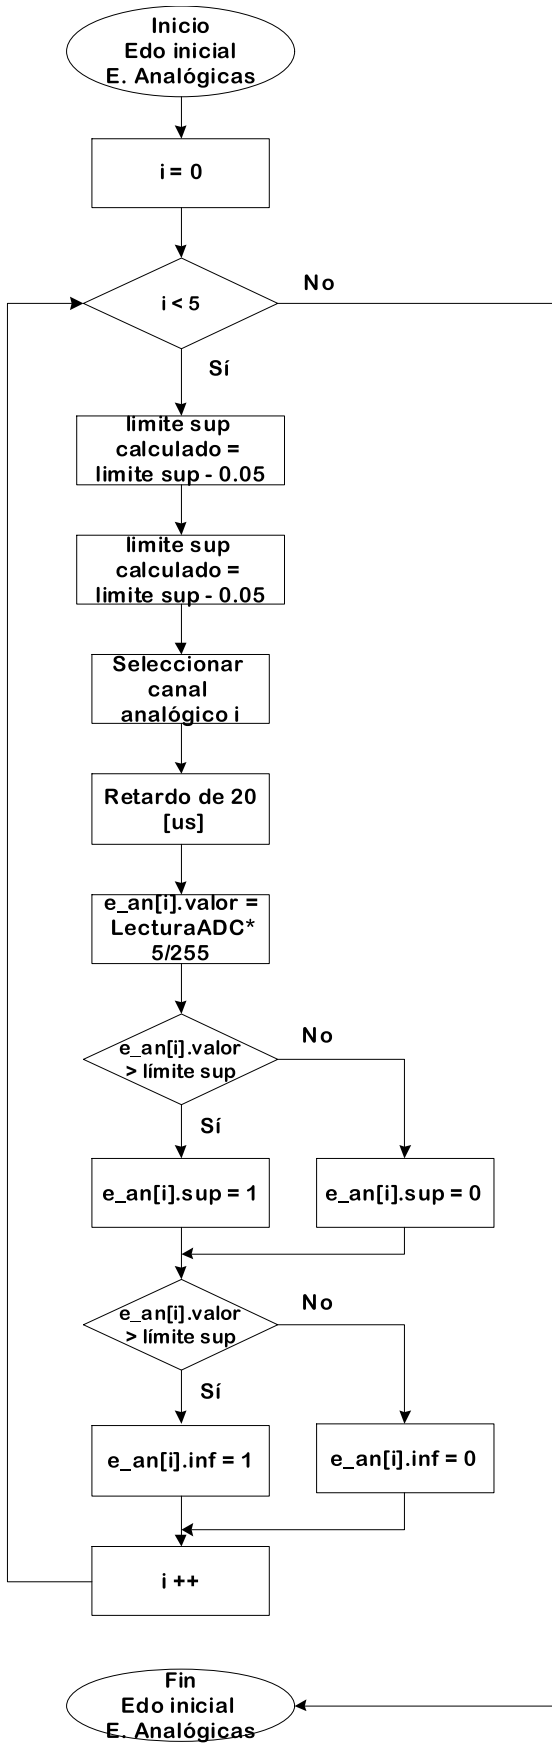 Inicio
Edo inicial
E. Analógicas
i = 0
i < 5
No
Sí
limite sup
calculado =
limite sup - 0.05
limite sup
calculado =
limite sup - 0.05
Seleccionar
canal
analógico i
Retardo de 20
[us]
e_an[i].valor =
LecturaADC*
5/255
e_an[i].valor
> límite sup
No
Sí
e_an[i].sup = 1
e_an[i].sup = 0
e_an[i].valor
> límite sup
No
Sí
e_an[i].inf = 1
e_an[i].inf = 0
i ++
Fin
Edo inicial
E. Analógicas